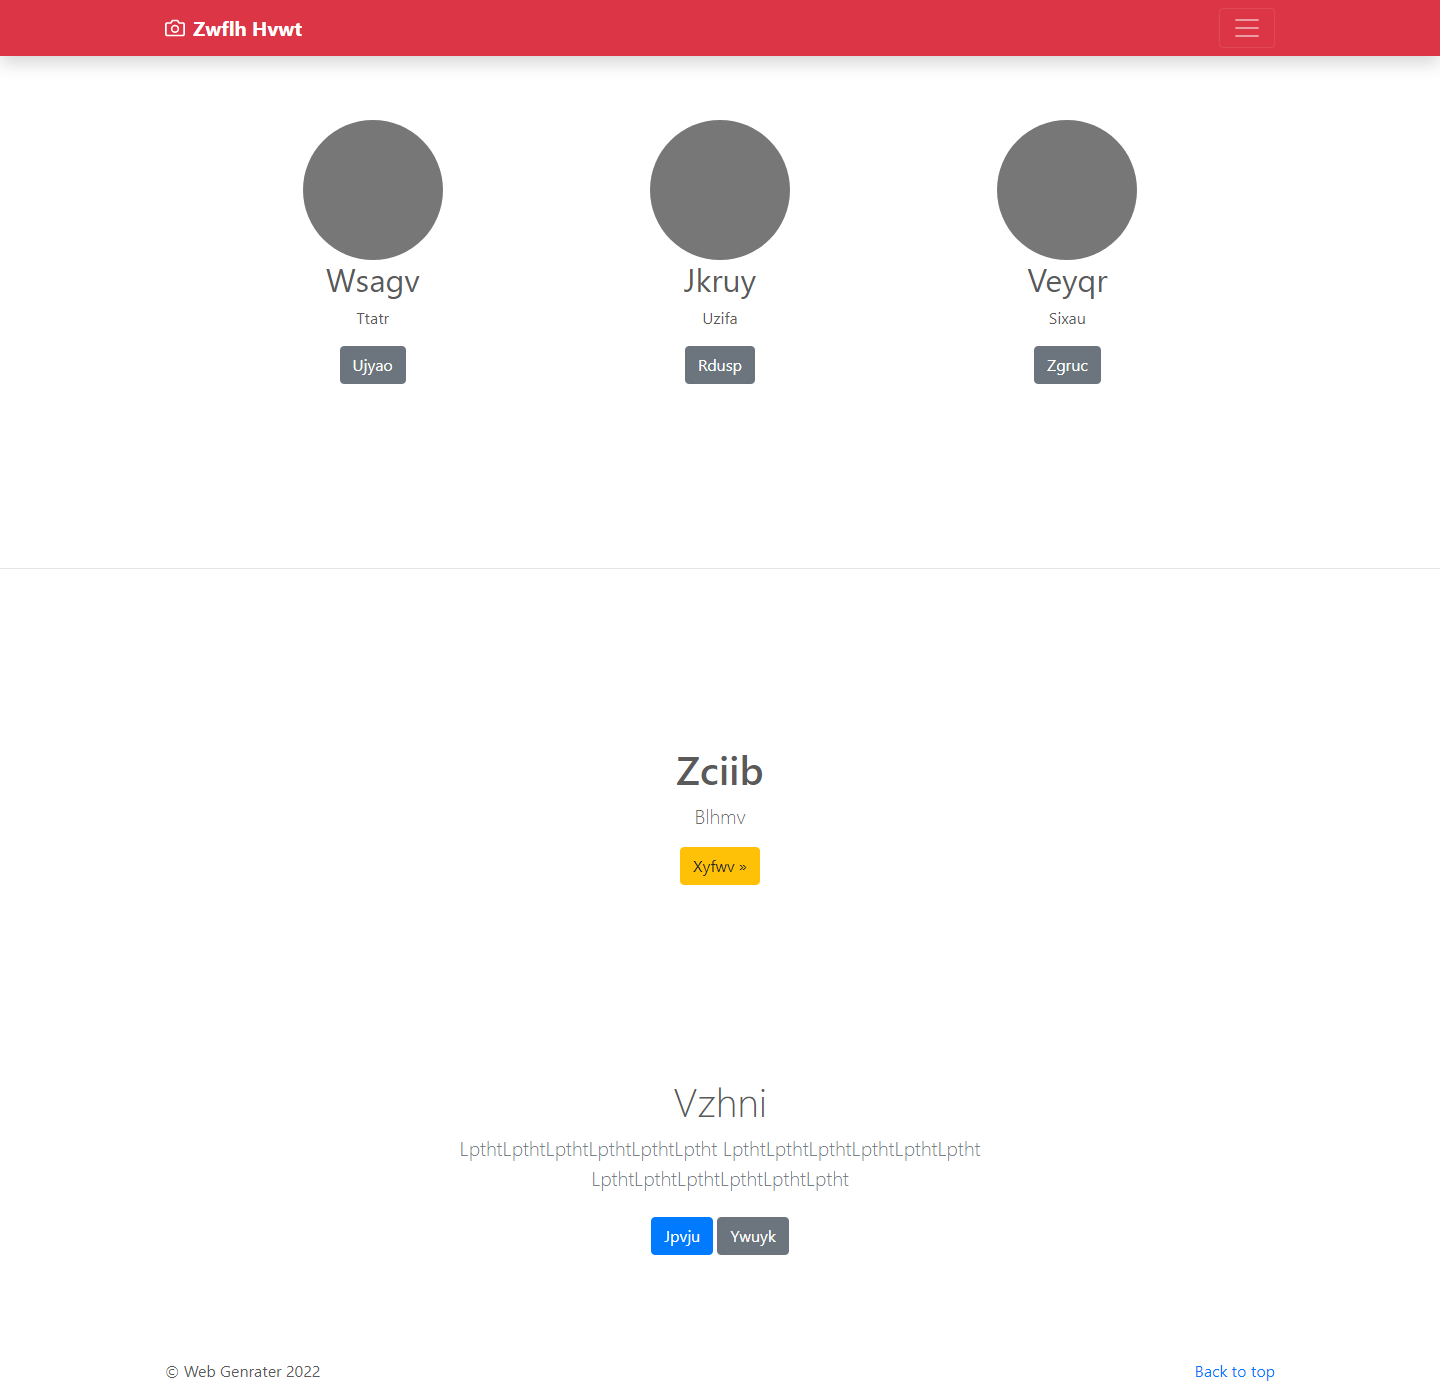 Zwflh Hvwt
Wsagv
Ttatr
Ujyao
Jkruy
Uzifa
Rdusp
Veyqr
Sixau
Zgruc
Zciib
Blhmv
Xyfwv »
Vzhni
LpthtLpthtLpthtLpthtLpthtLptht LpthtLpthtLpthtLpthtLpthtLptht
LpthtLpthtLpthtLpthtLpthtLptht
Jpvju Ywuyk
© Web Genrater 2022
Back to top